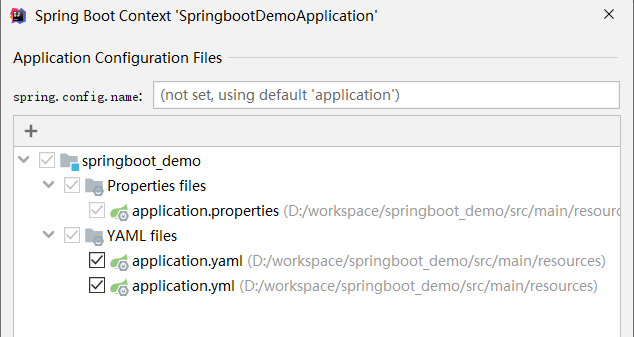 Spring Boot Context 'SpringbootDemoApplication'
Application Configuration Files
spring.config.name: (not set, using default 'application')
springboot_demo
Properties files
application.properties (D:/workspace/springboot_demo/src/main/resourc
YAML files
application.yaml (D:/workspace/springboot_demo/src/main/resources)
application.yml (D:/workspace/springboot_demo/src/main/resources)